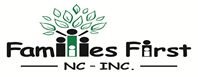 Families First
NC - INC.